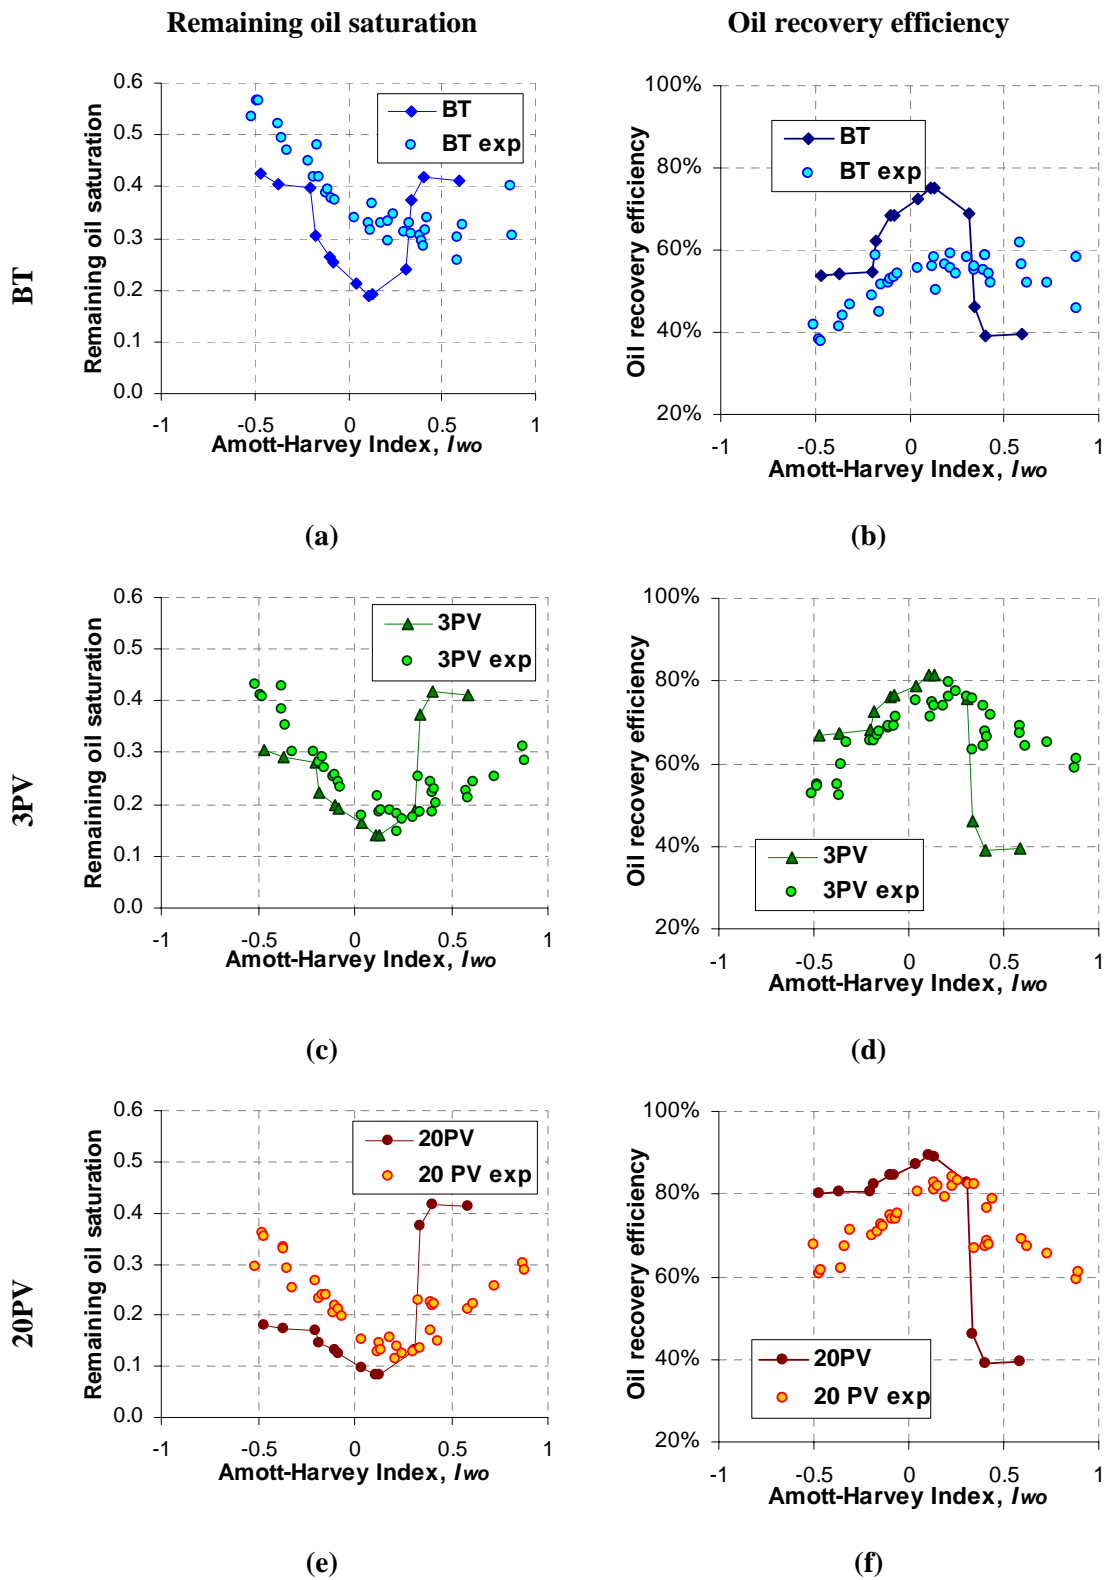 Remaining oil saturation
Oil recovery efficiency
BT
Remaining oil saturation
0.6
0.5
0.4
0.3
0.2
0.1
0.0
BT
BT exp
-1
-0.5
0
0.5
1
Amott-Harvey Index, Iwo
(a)
Oil recovery efficiency
100%
80%
60%
40%
20%
BT
BT exp
-1
-0.5
0
0.5
1
Amott-Harvey Index, Iwo
(b)
3PV
Remaining oil saturation
0.6
0.5
0.4
0.3
0.2
0.1
0.0
3PV
3PV exp
-1
-0.5
0
0.5
1
Amott-Harvey Index, Iwo
(c)
Oil recovery efficiency
100%
80%
60%
40%
20%
3PV
3PV exp
-1
-0.5
0
0.5
1
Amott-Harvey Index, Iwo
(d)
20PV
Remaining oil saturation
0.6
0.5
0.4
0.3
0.2
0.1
0.0
20PV
20 PV exp
-1
-0.5
0
0.5
1
Amott-Harvey Index, Iwo
(e)
Oil recovery efficiency
100%
80%
60%
40%
20%
20PV
20 PV exp
-1
-0.5
0
0.5
1
Amott-Harvey Index, Iwo
(f)